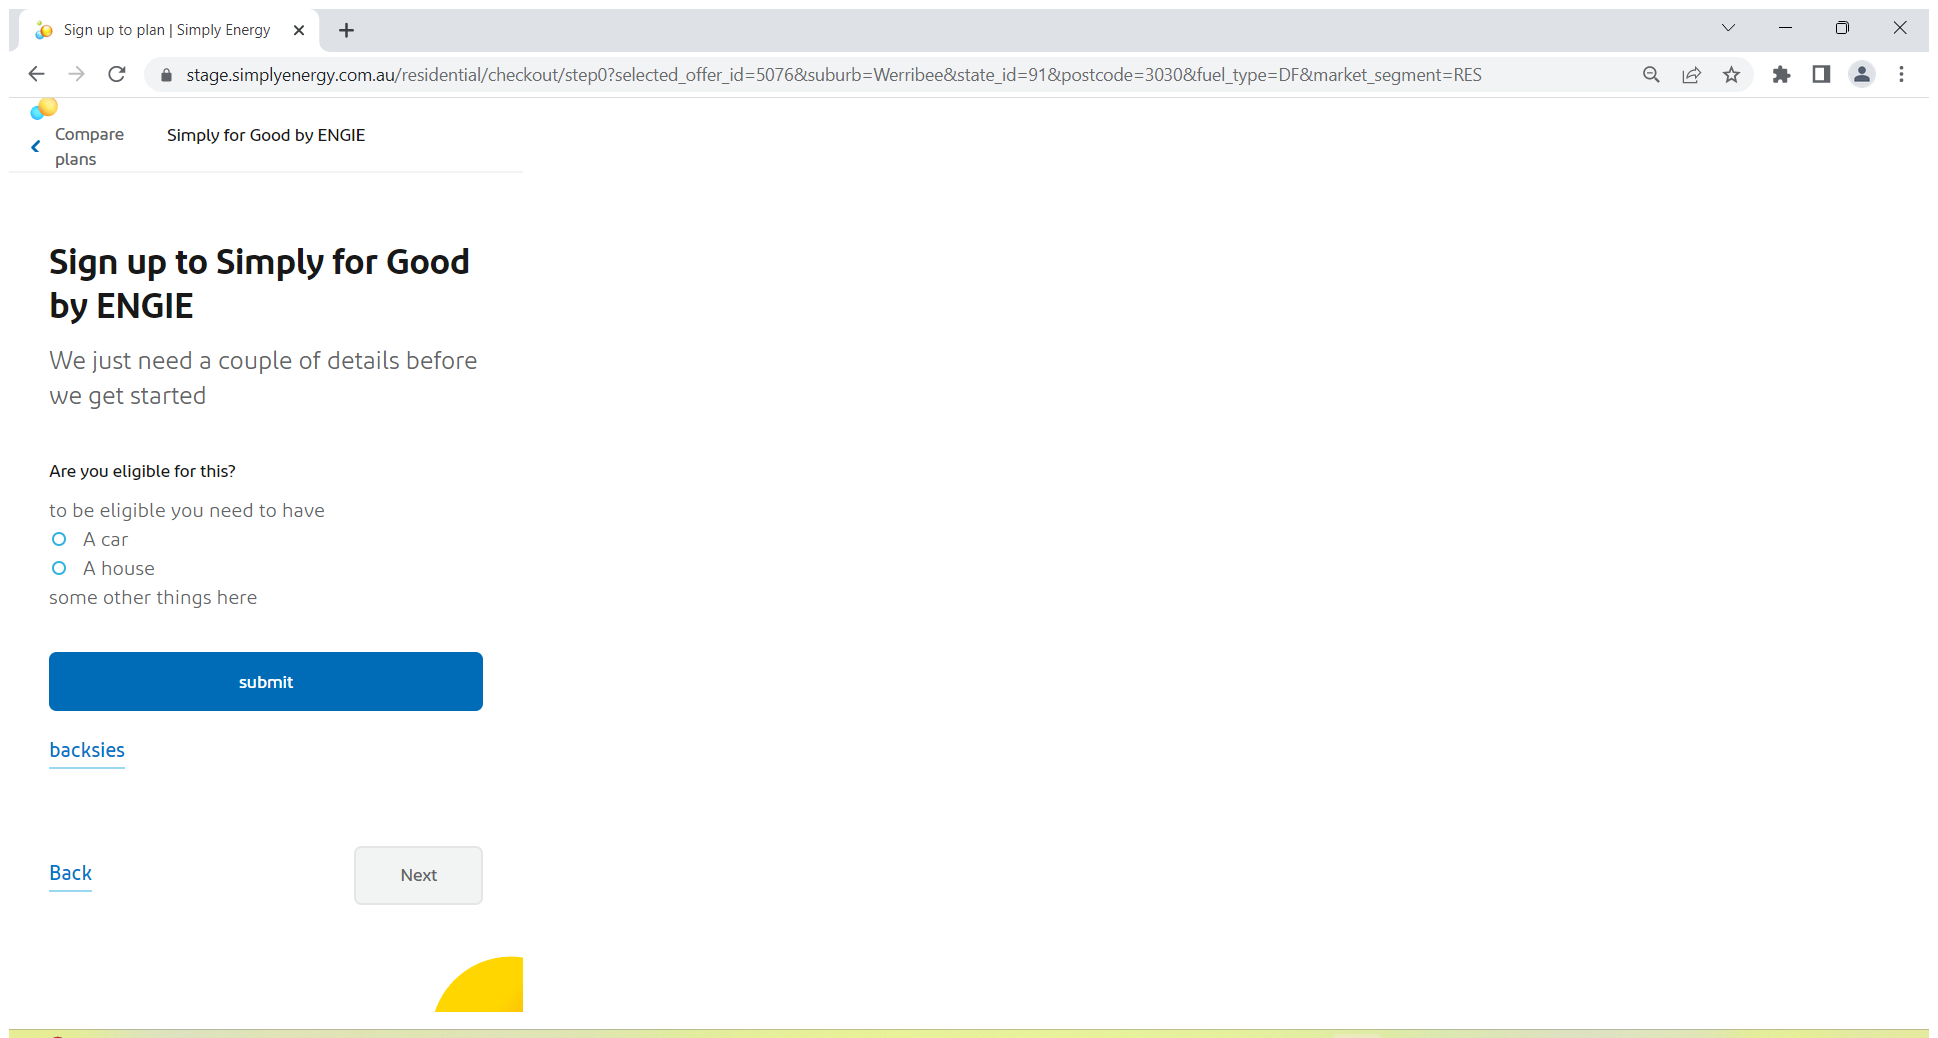 Sign up to plan | Simply Energy
stage.simplyenergy.com.au/residential/checkout/step0?selected_offer_id=5076&suburb=Werribee&state_id=91&postcode=3030&fuel_type=DF&market_segment=RES
Compare
plans
Simply for Good by ENGIE
Sign up to Simply for Good
by ENGIE
We just need a couple of details before
we get started
Are you eligible for this?
to be eligible you need to have
A car
A house
some other things here
submit
backsies
Back
Next